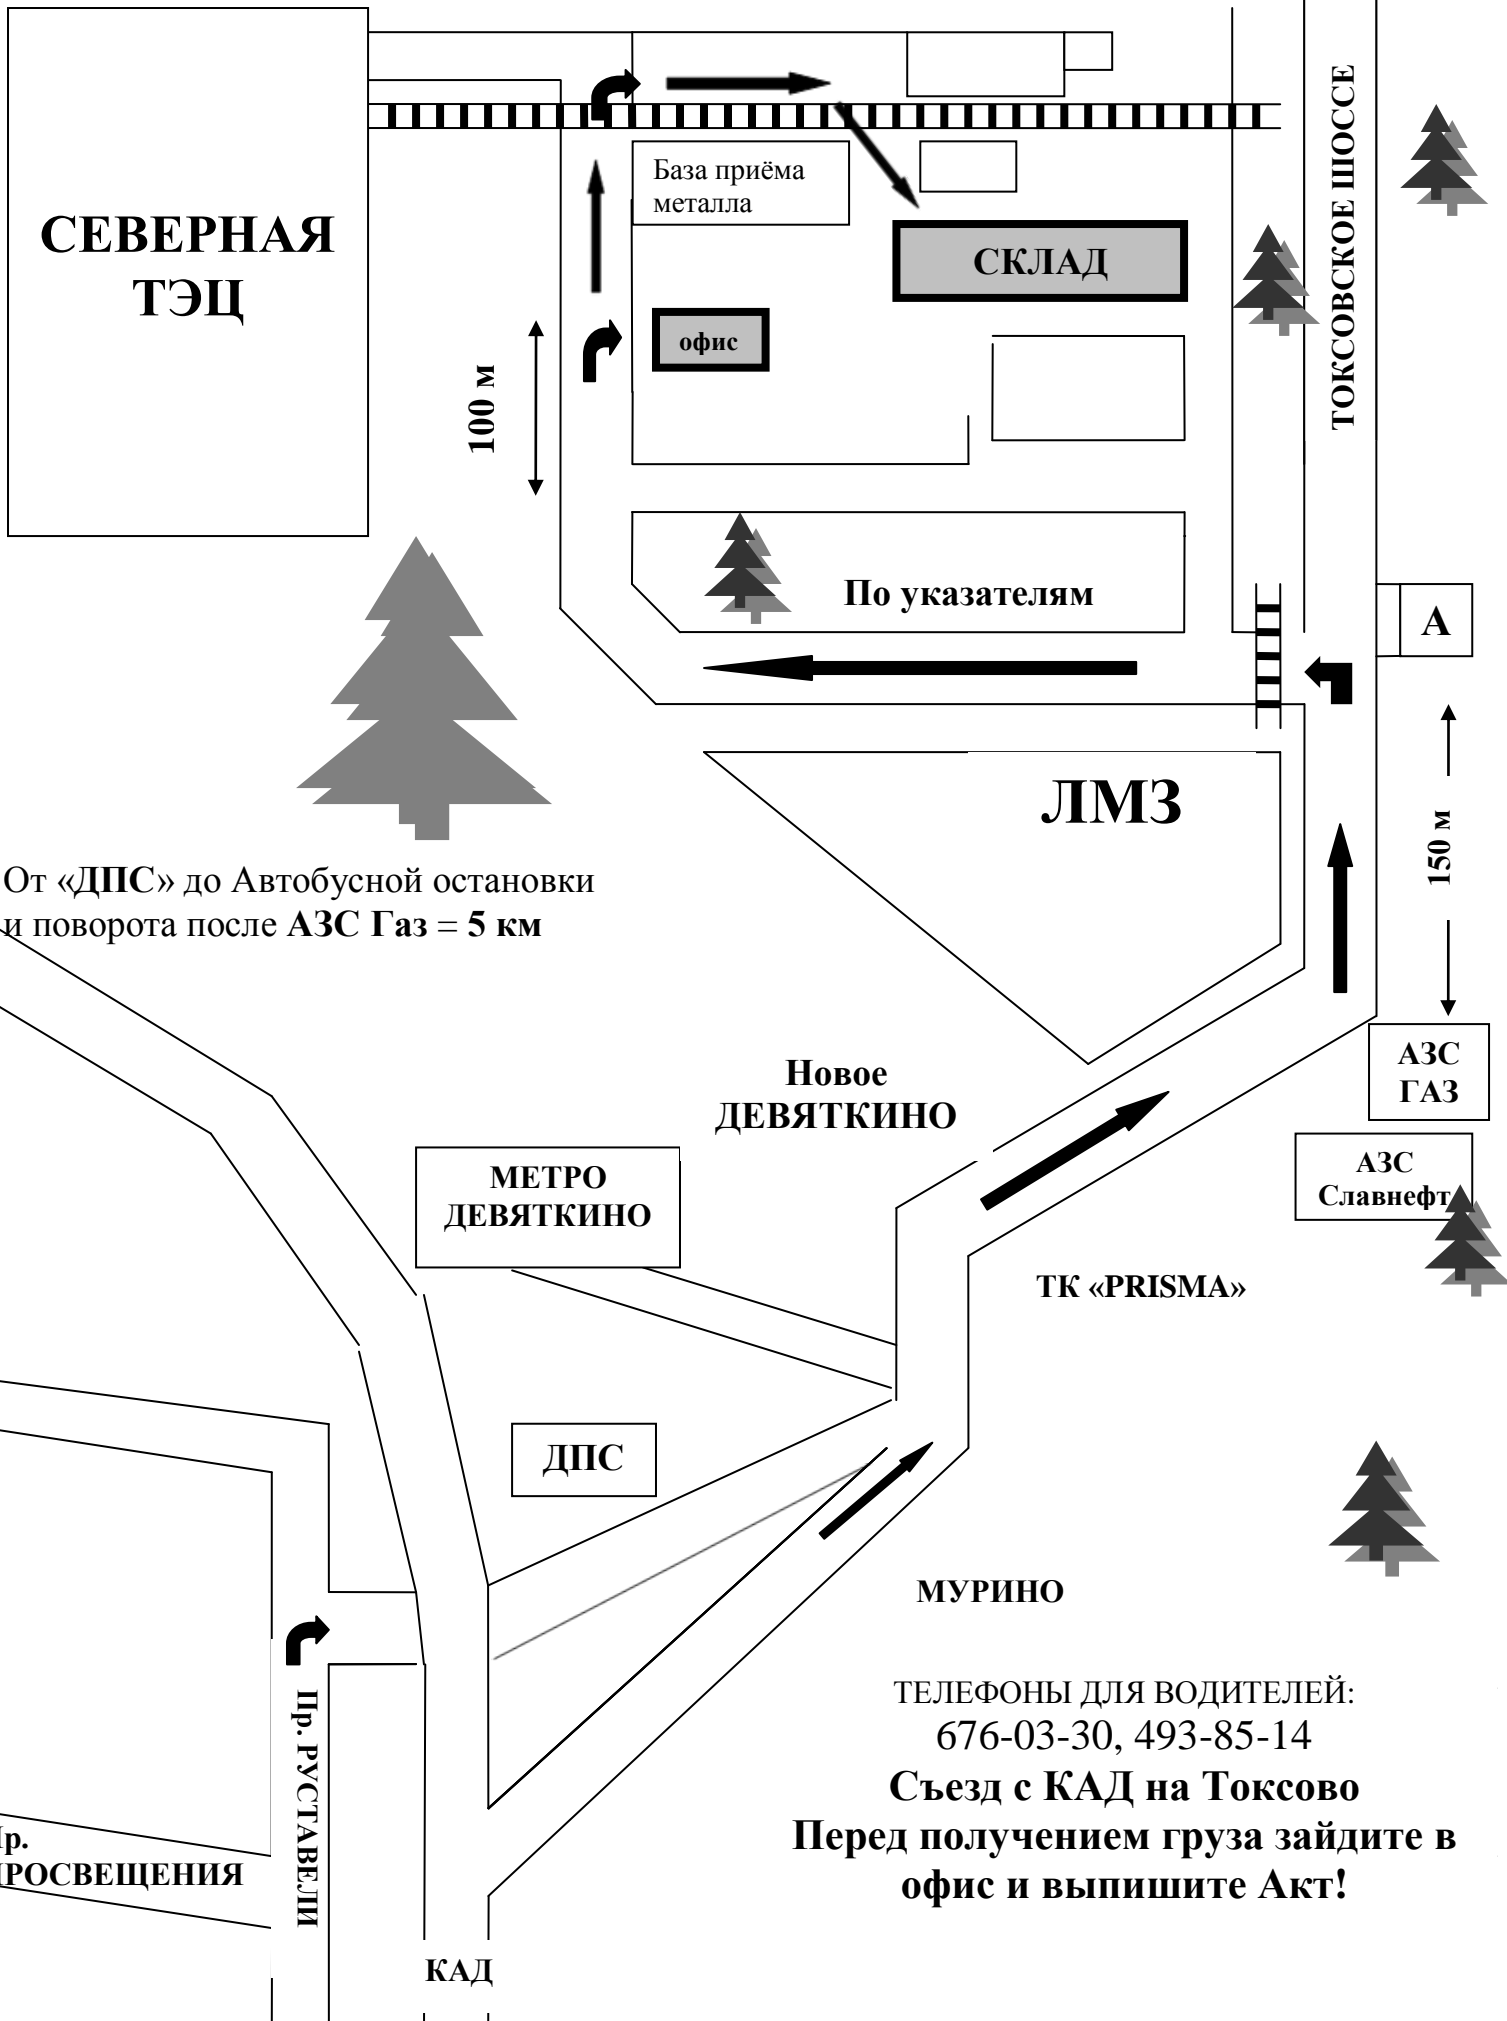 СЕВЕРНАЯ
ТЭЦ
База приёма
металла
СКЛАД
офис
ТОКСОВСКОЕ ШОССЕ
100 м
По указателям
А
ЛМЗ
150 м
От «ДПС» до Автобусной остановки
и поворота после АЗС Газ = 5 км
АЗС
ГАЗ
Новое
ДЕВЯТКИНО
АЗС
Славнефт
МЕТРО
ДЕВЯТКИНО
ТК «PRISMA»
ДПС
МУРИНО
ТЕЛЕФОНЫ ДЛЯ ВОДИТЕЛЕЙ:
676-03-30, 493-85-14
Съезд с КАД на Токсово
Перед получением груза зайдите в
офис и выпишите Акт!
Пр. РУСТАВЕЛИ
Пр.
ПРОСВЕЩЕНИЯ
КАД